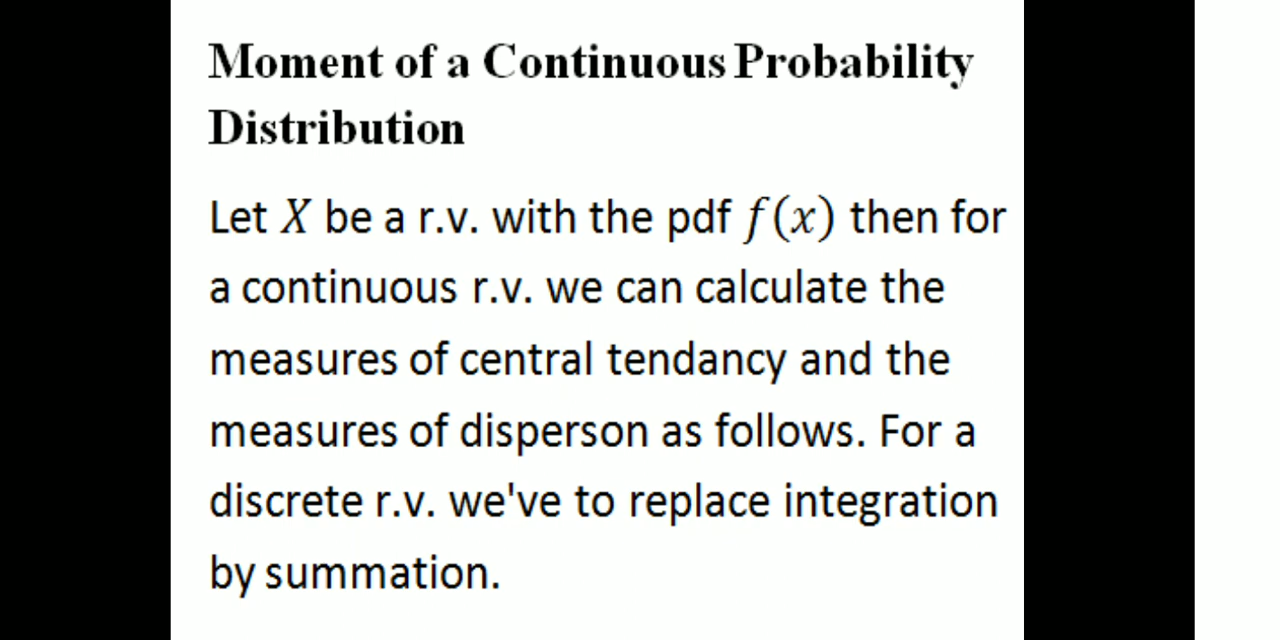 Moment of a Continuous Probability
Distribution
Let X be a r.v. with the pdf f(x) then for
a continuous r.v. we can calculate the
measures of central tendancy and the
measures of disperson as follows. For a
discrete r.v. we've to replace integration
by summation.